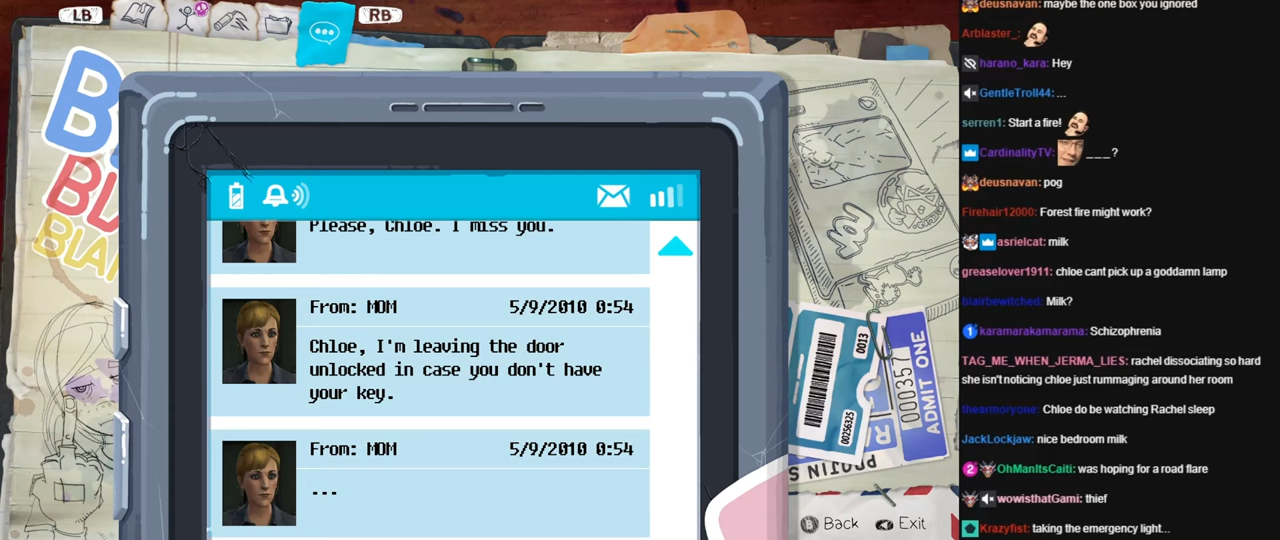 LB
RB
Please, Chloe. I miss you.
From: MOM 5/9/2010 0:54
Chloe, I'm leaving the door
unlocked in case you don't have
your key.
From: MOM 5/9/2010 0:54
...
0013
00256325
000357
ADMIT ONE
B Back
Exit
deusnavan: maybe the one box you ignored
Arblaster_:
harano_kara: Hey
GentleTroll44: ...
serren1: Start a fire!
CardinalityTV: ___?
deusnavan: pog
Firehair12000: Forest fire might work?
asrielcat: milk
greaselover1911: chloe cant pick up a goddamn lamp
blairbewitched: Milk?
karamarakamarama: Schizophrenia
TAG_ME_WHEN_JERMA_LIES: rachel dissociating so hard
she isn't noticing chloe just rummaging around her room
thearmoryone: Chloe do be watching Rachel sleep
JackLockjaw: nice bedroom milk
OhManItsCaiti: was hoping for a road flare
wowisthatGami: thief
Krazyfist: taking the emergency light...